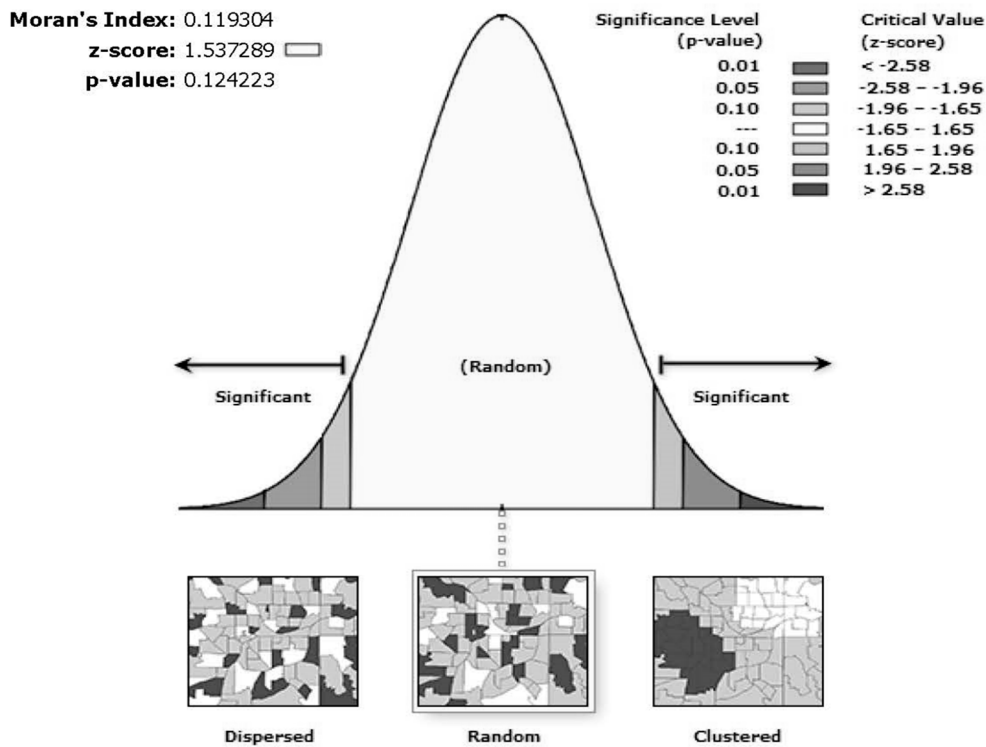 Moran's Index: 0.119304
z-score: 1.537289
p-value: 0.124223
Significance Level
(p-value)
Critical Value
(z-score)
0.01 < -2.58
0.05 -2.58 – -1.96
0.10 -1.96 – -1.65
--- -1.65 - 1.65
0.10 1.65 – 1.96
0.05 1.96 – 2.58
0.01 > 2.58
(Random)
Significant
Significant
Dispersed
Random
Clustered